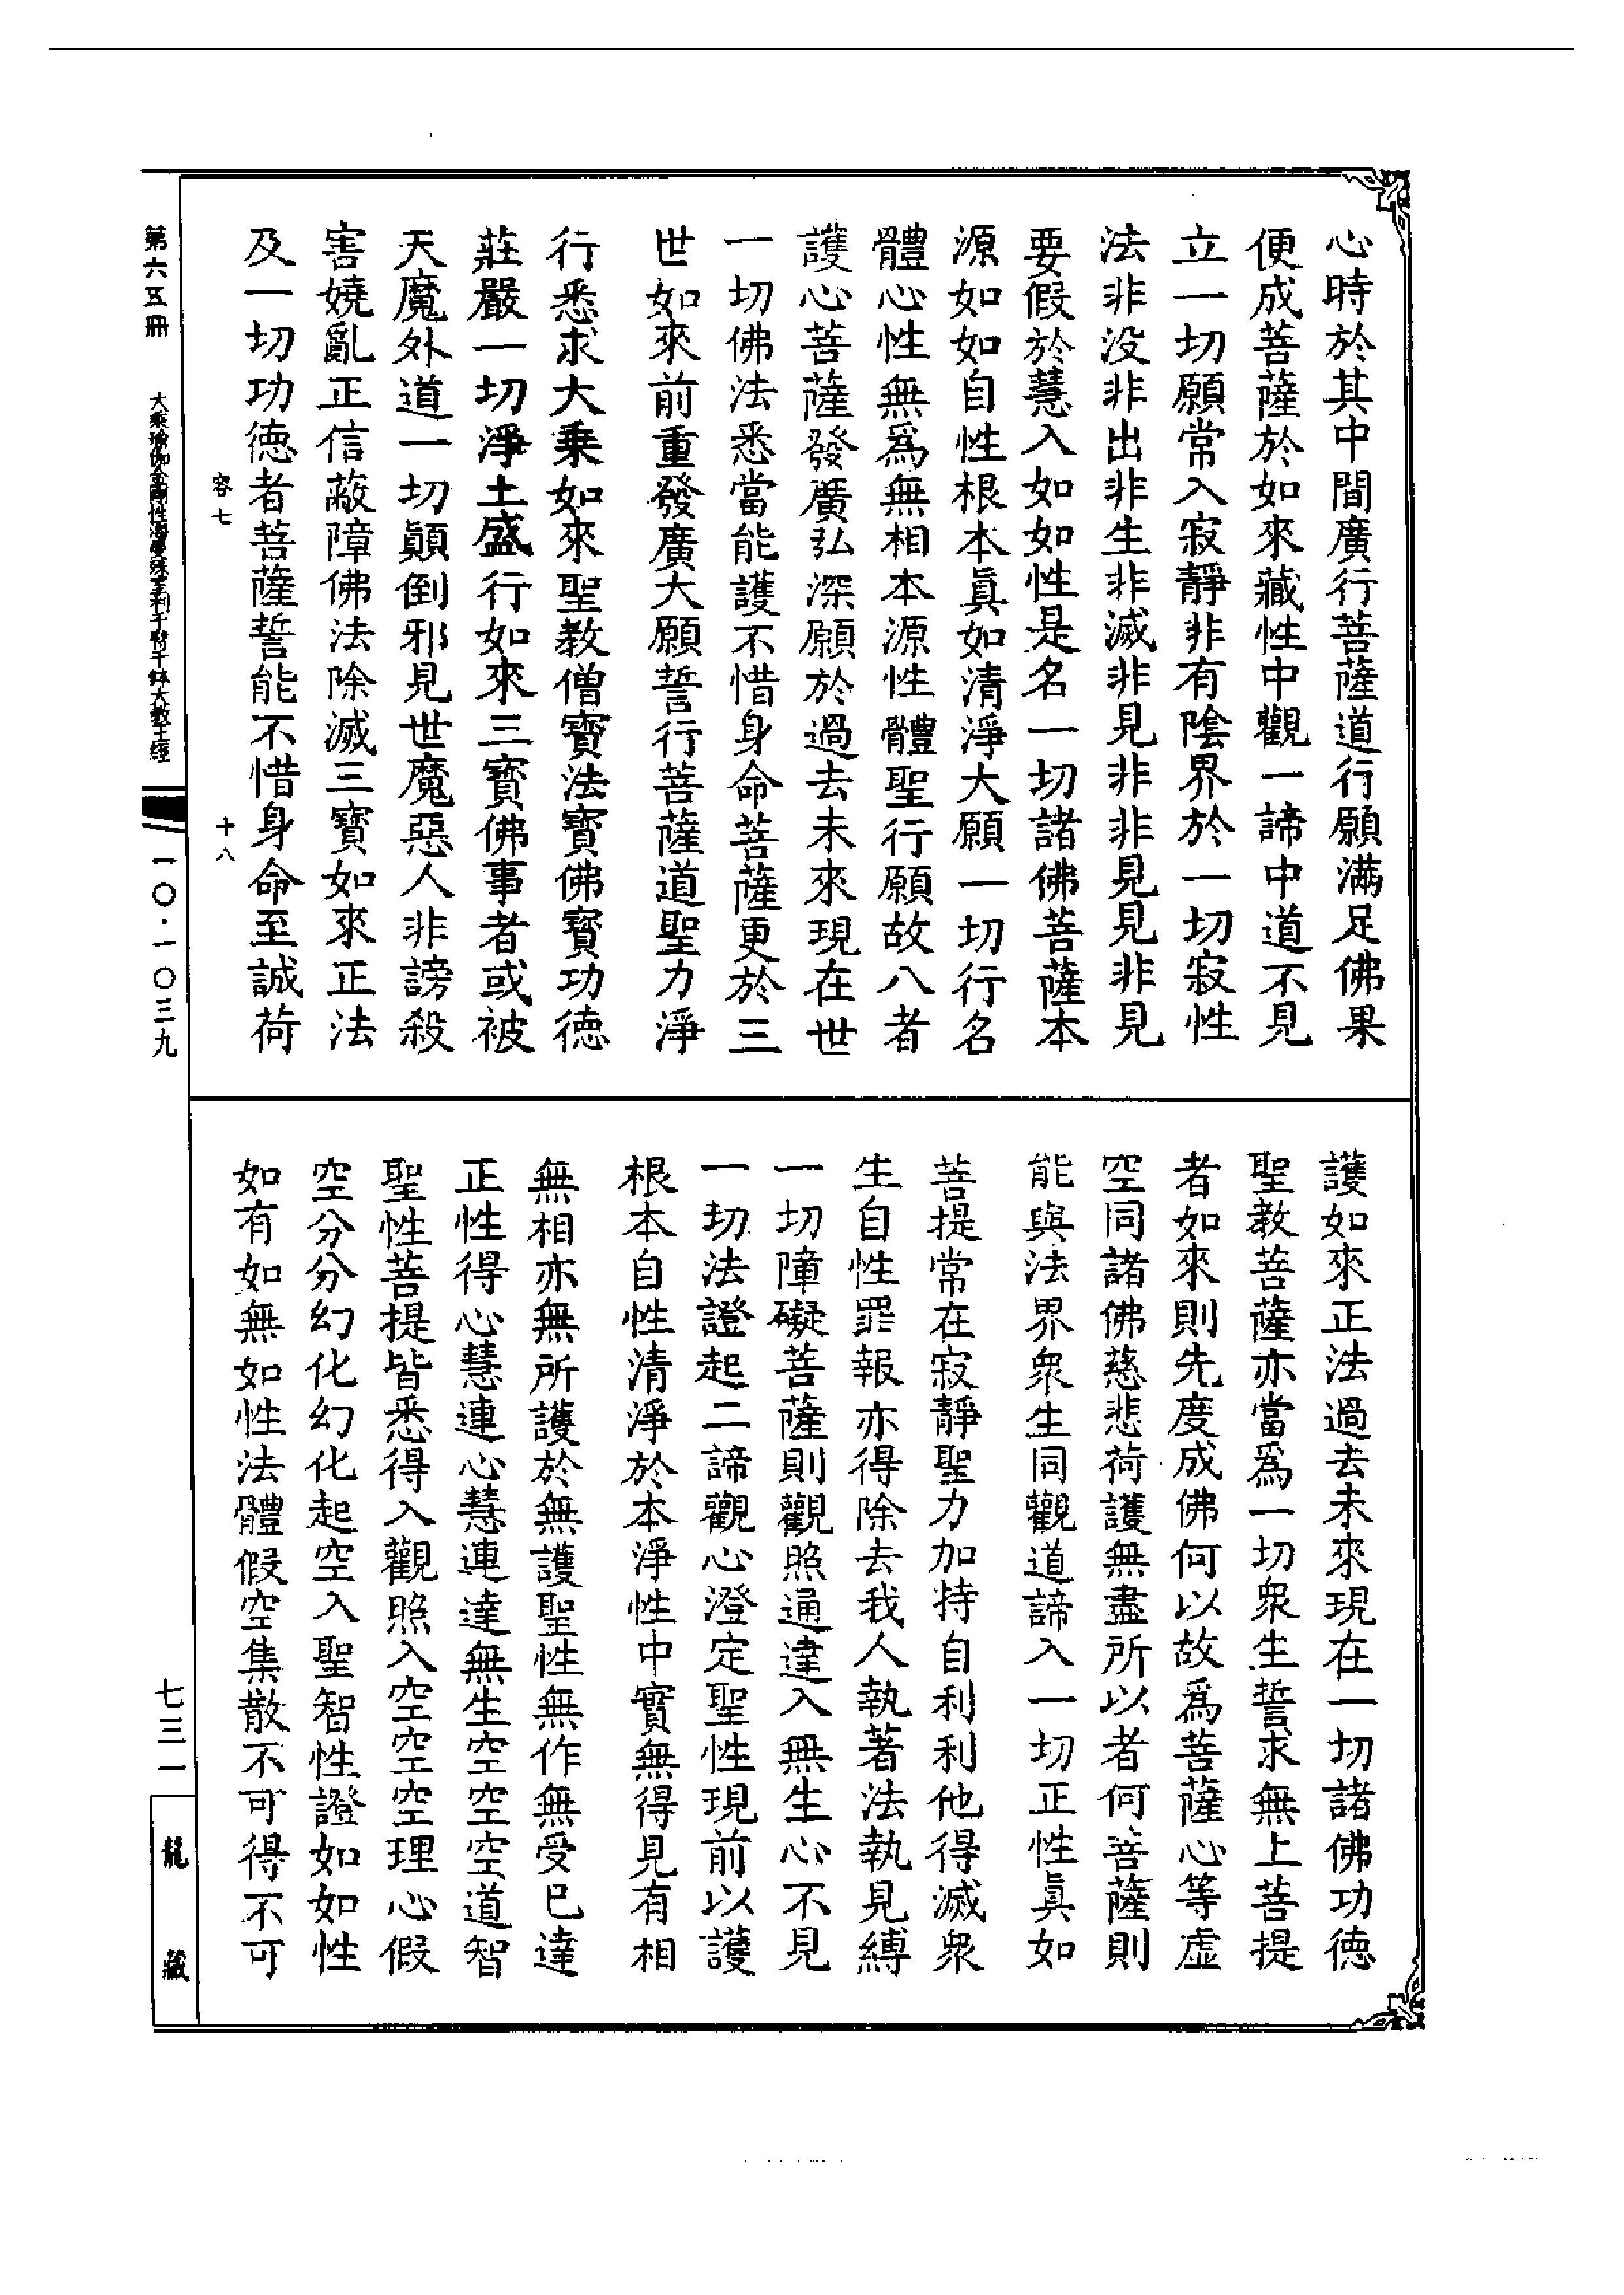 心時於其中間廣行菩薩道行願滿足佛果
便成菩薩於如來藏性中觀一諦中道不見
立一切願常入寂靜非有陰界於一切寂性
法非没非出非生非滅非見非非見見非見
要假於慧入如如性是名一切諸佛菩薩本
源如如自性根本眞如清淨大願一切行名
體心性無爲無相本源性體聖行願故八者
護心菩薩發廣弘深願於過去未來現在世
一切佛法悉當能護不惜身命菩薩更於三
世如來前重發廣大願誓行菩薩道聖力淨
行悉求大乗如來聖教僧寶法寶佛寶功德
莊嚴一切淨土盛行如來三寶佛事者或被
天魔外道一切顚倒邪見世魔惡人非謗殺
害嬈亂正信蔽障佛法除滅三寶如來正法
及一切功德者菩薩誓能不惜身命至誠荷
護如來正法過去未來現在一切諸佛功德
聖教菩薩亦當爲一切衆生誓求無上菩提
者如來則先度成佛何以故爲菩薩心等虛
空同諸佛慈悲荷護無盡所以者何菩薩則
能與法界衆生同觀道諦入一切正性眞如
菩提常在寂靜聖力加持自利利他得滅衆
生自性罪報亦得除去我人執著法執見縛
一切障礙菩薩則觀照通達入無生心不見
一切法證起二諦觀心澄定聖性現前以護
根本自性清淨於本淨性中實無得見有相
無相亦無所護於無護聖性無作無受已達
正性得心慧連心慧連達無生空空空道智
聖性菩提皆悉得入觀照入空空空理心假
空分分幻化幻化起空入聖智性證如如性
如有如無如性法體假空集散不可得不可
容七
十八
第六五冊
大乘瑜伽金剛性海曼殊室利千臂千鉢大教王經
一〇·一〇三九
七三一
龍藏